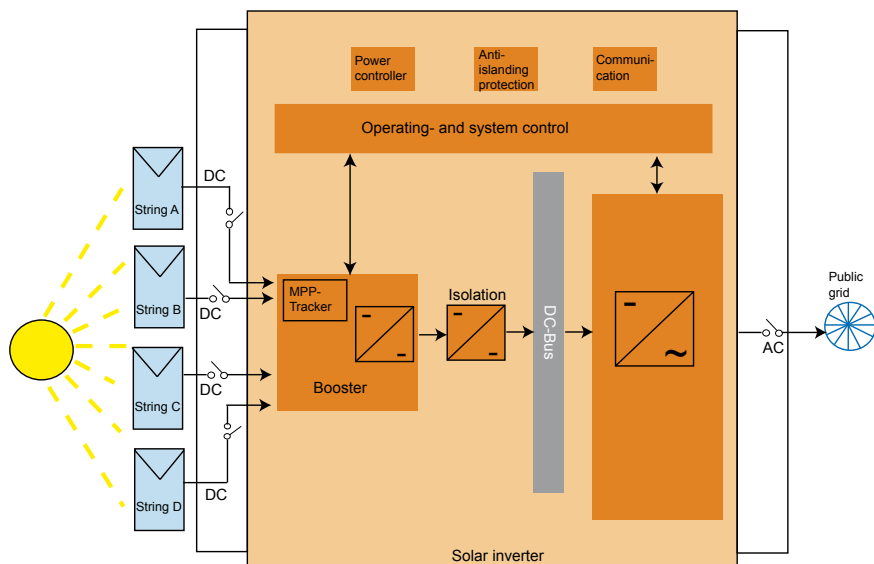 Power
controller
Anti-
islanding
protection
Communi-
cation
Operating- and system control
DC
String A
String B
DC
MPP-
Tracker
Booster
Isolation
DC-Bus
~
Public
grid
AC
String C
DC
String D
DC
Solar inverter